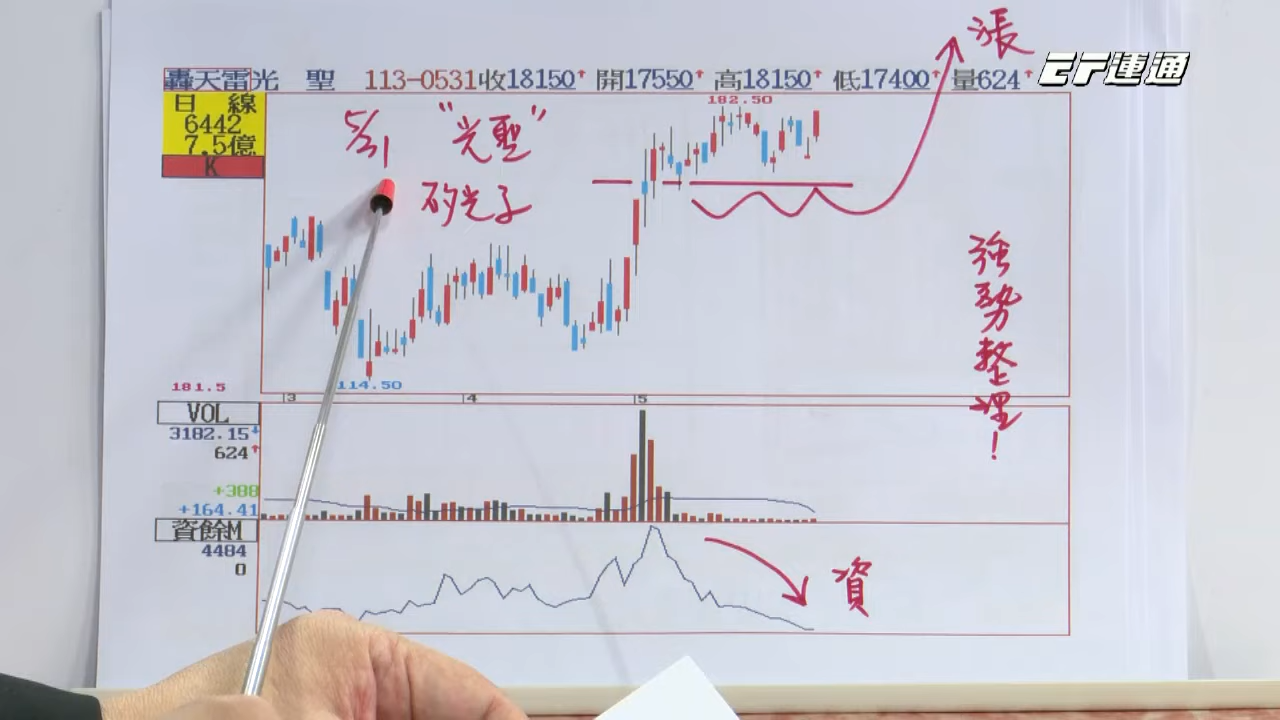 轟天雷光 聖 113-0531收18150↑ 開17550↑ 高18150↑ 低17400↑ 量624↑
日 線
6442
7.5億
K
5/31
"光聖"
矽光子
漲
ET運通
182.50
強勢整理!
181.5
114.50
3
4
5
VOL
3182.15↓
624↑
+388
+164.41
資餘M
4484
0
資